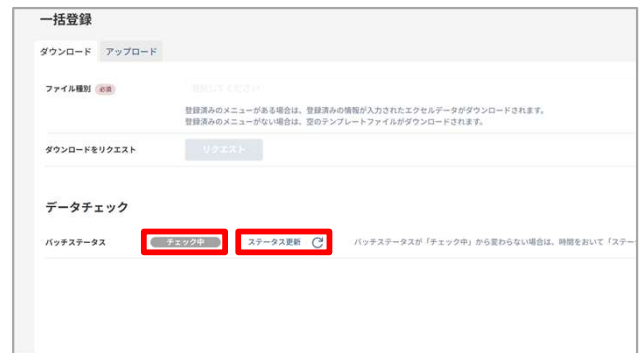 一括登録
ダウンロード アップロード
ファイル種別 必須
選択してください
登録済みのメニューがある場合は、登録済みの情報が入力されたエクセルデータがダウンロードされます。
登録済みのメニューがない場合は、空のテンプレートファイルがダウンロードされます。
ダウンロードをリクエスト リクエスト
データチェック
バッチステータス チェック中 ステータス更新 バッチステータスが「チェック中」から変わらない場合は、時間をおいて「ステー